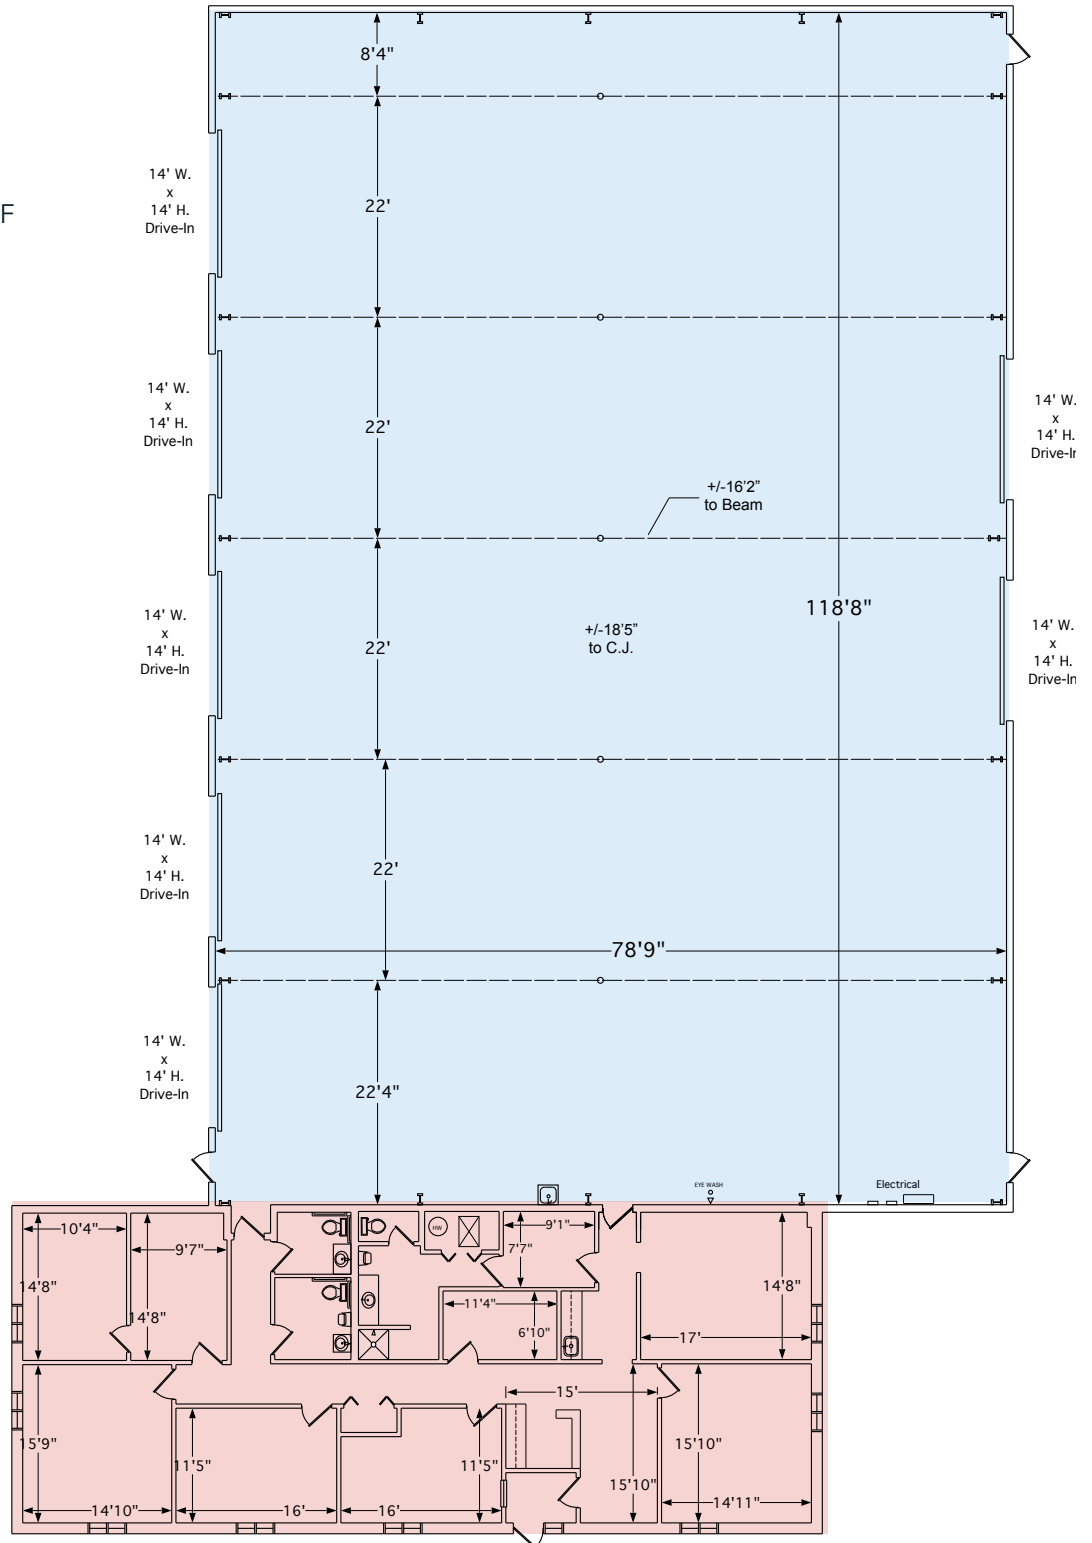 8'4"
14' W.
x
14' H.
Drive-In
F
22'
14' W.
x
14' H.
Drive-In
22'
14' W.
x
14' H.
Drive-In
+/-16'2"
to Beam
118'8"
14' W.
x
14' H.
Drive-In
22'
+/-18'5"
to C.J.
14' W.
x
14' H.
Drive-In
14' W.
x
14' H.
Drive-In
22'
78'9"
14' W.
x
14' H.
Drive-In
22'4"
EYE WASH
Electrical
10'4"
9'7"
HW
9'1"
7'7"
14'8"
14'8"
14'8"
11'4"
6'10"
17'
15'
15'9"
11'5"
11'5"
15'10"
15'10"
14'10"
16'
16'
14'11"